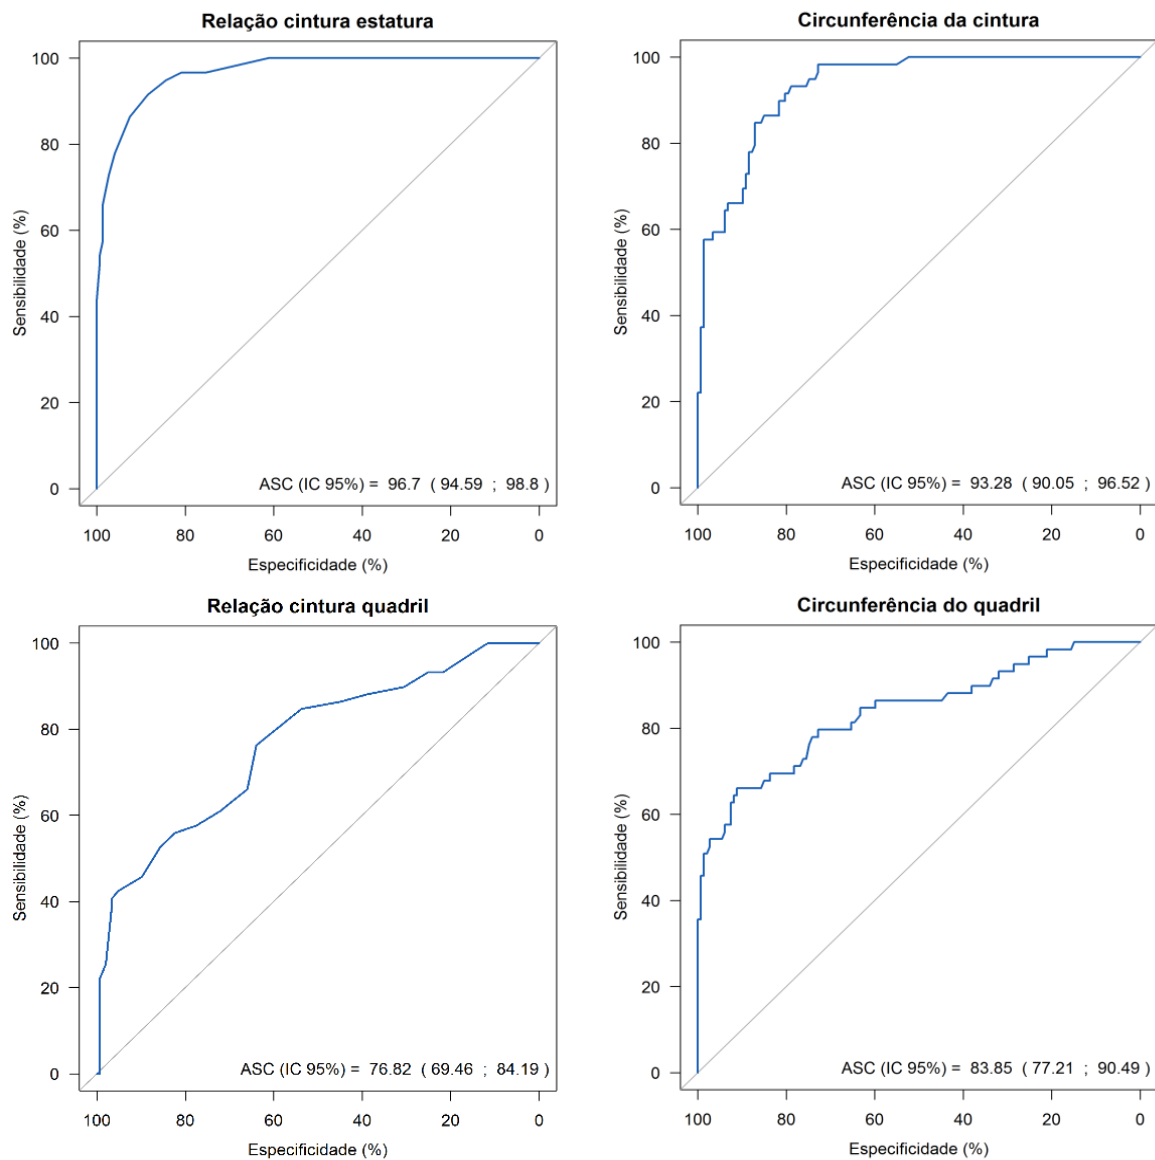 Relação cintura estatura
100
80
60
40
20
0
Sensibilidade (%)
ASC (IC 95%) = 96.7 ( 94.59 ; 98.8 )
100 80 60 40 20 0
Especificidade (%)
Circunferência da cintura
100
80
60
40
20
0
Sensibilidade (%)
ASC (IC 95%) = 93.28 ( 90.05 ; 96.52 )
100 80 60 40 20 0
Especificidade (%)
Relação cintura quadril
100
80
60
40
20
0
Sensibilidade (%)
ASC (IC 95%) = 76.82 ( 69.46 ; 84.19 )
100 80 60 40 20 0
Especificidade (%)
Circunferência do quadril
100
80
60
40
20
0
Sensibilidade (%)
ASC (IC 95%) = 83.85 ( 77.21 ; 90.49 )
100 80 60 40 20 0
Especificidade (%)